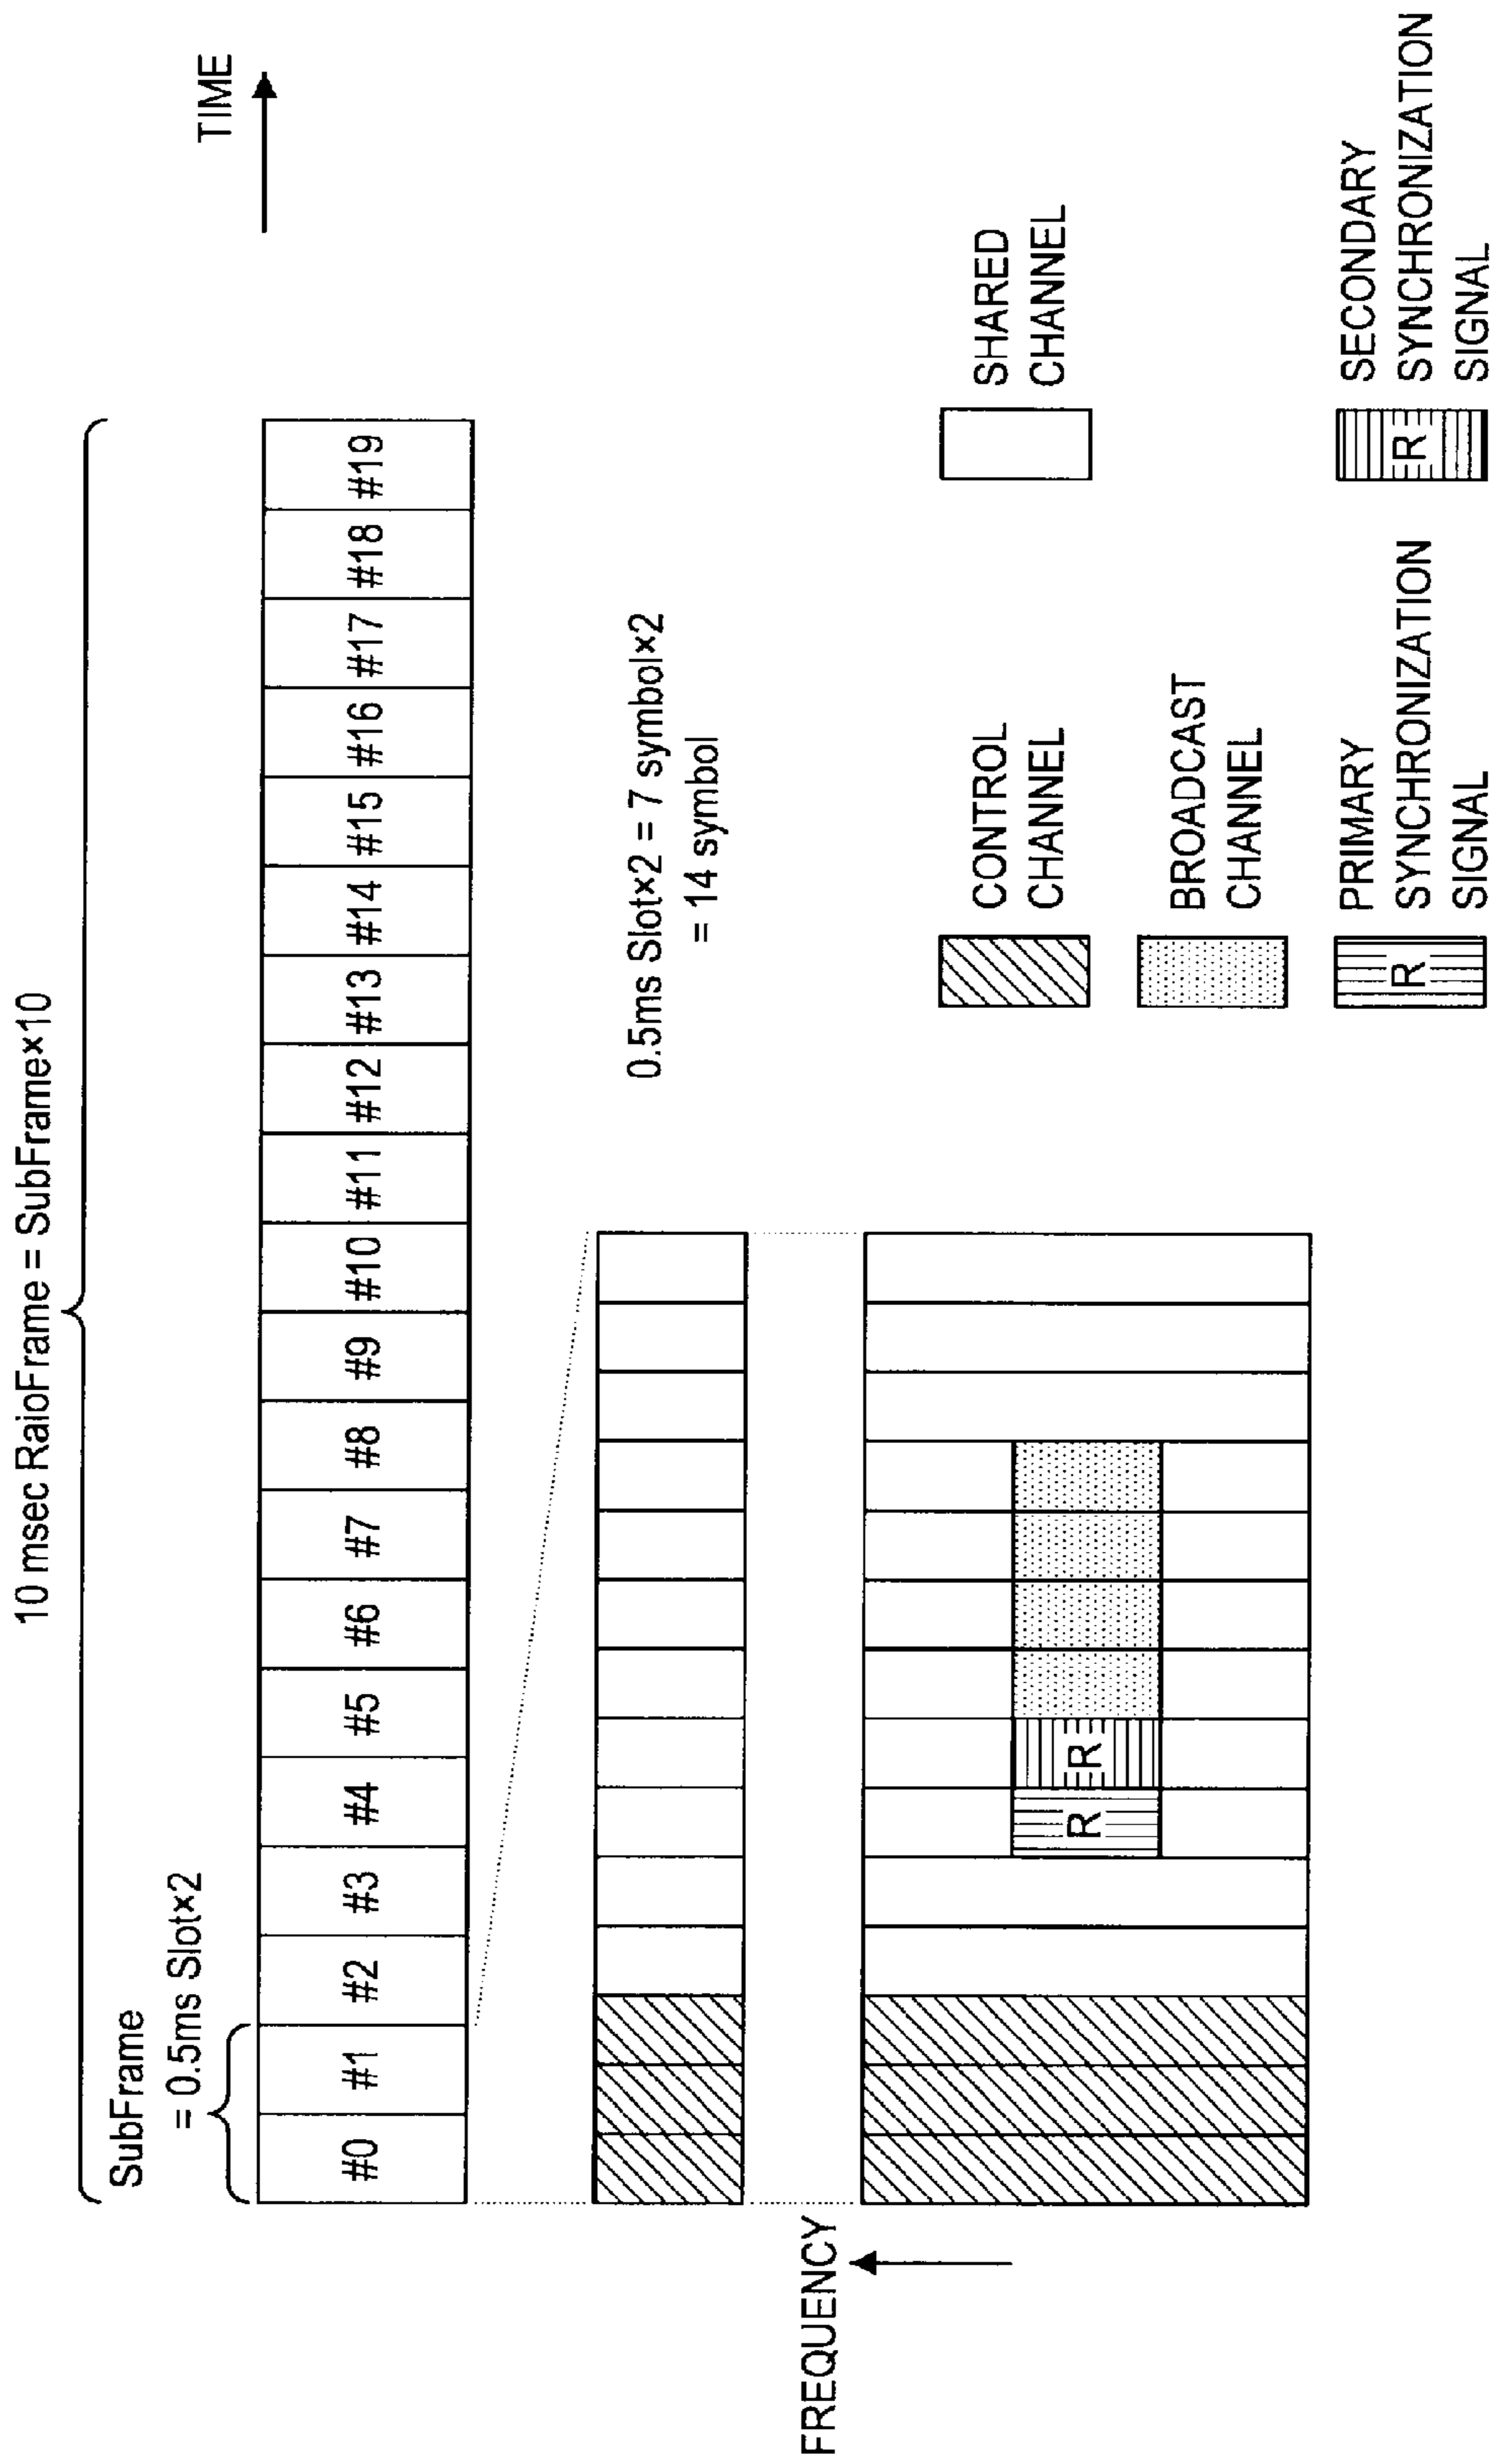 10 msec RaioFrame = SubFrame×10
TIME
SubFrame
= 0.5ms Slot×2
#0 #1 #2 #3 #4 #5 #6 #7 #8 #9 #10 #11 #12 #13 #14 #15 #16 #17 #18 #19
0.5ms Slot×2 = 7 symbol×2
= 14 symbol
FREQUENCY
R R
CONTROL
CHANNEL
SHARED
CHANNEL
BROADCAST
CHANNEL
R
PRIMARY
SYNCHRONIZATION
SIGNAL
R
SECONDARY
SYNCHRONIZATION
SIGNAL